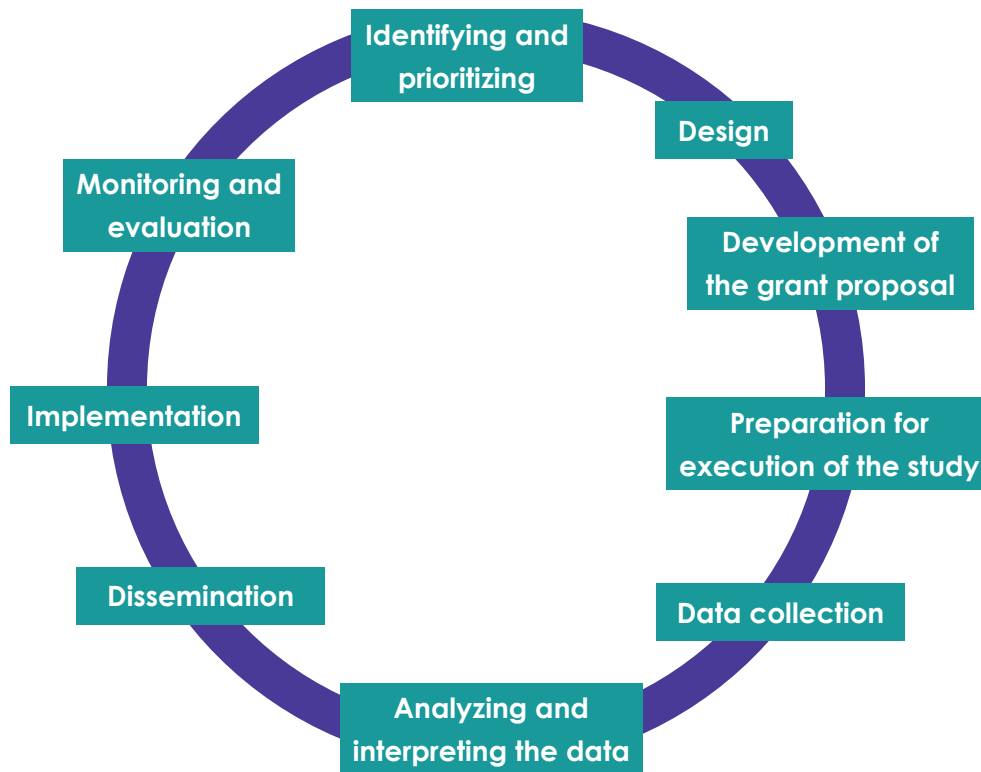 Identifying and
prioritizing
Design
Development of
the grant proposal
Preparation for
execution of the study
Data collection
Analyzing and
interpreting the data
Dissemination
Implementation
Monitoring and
evaluation